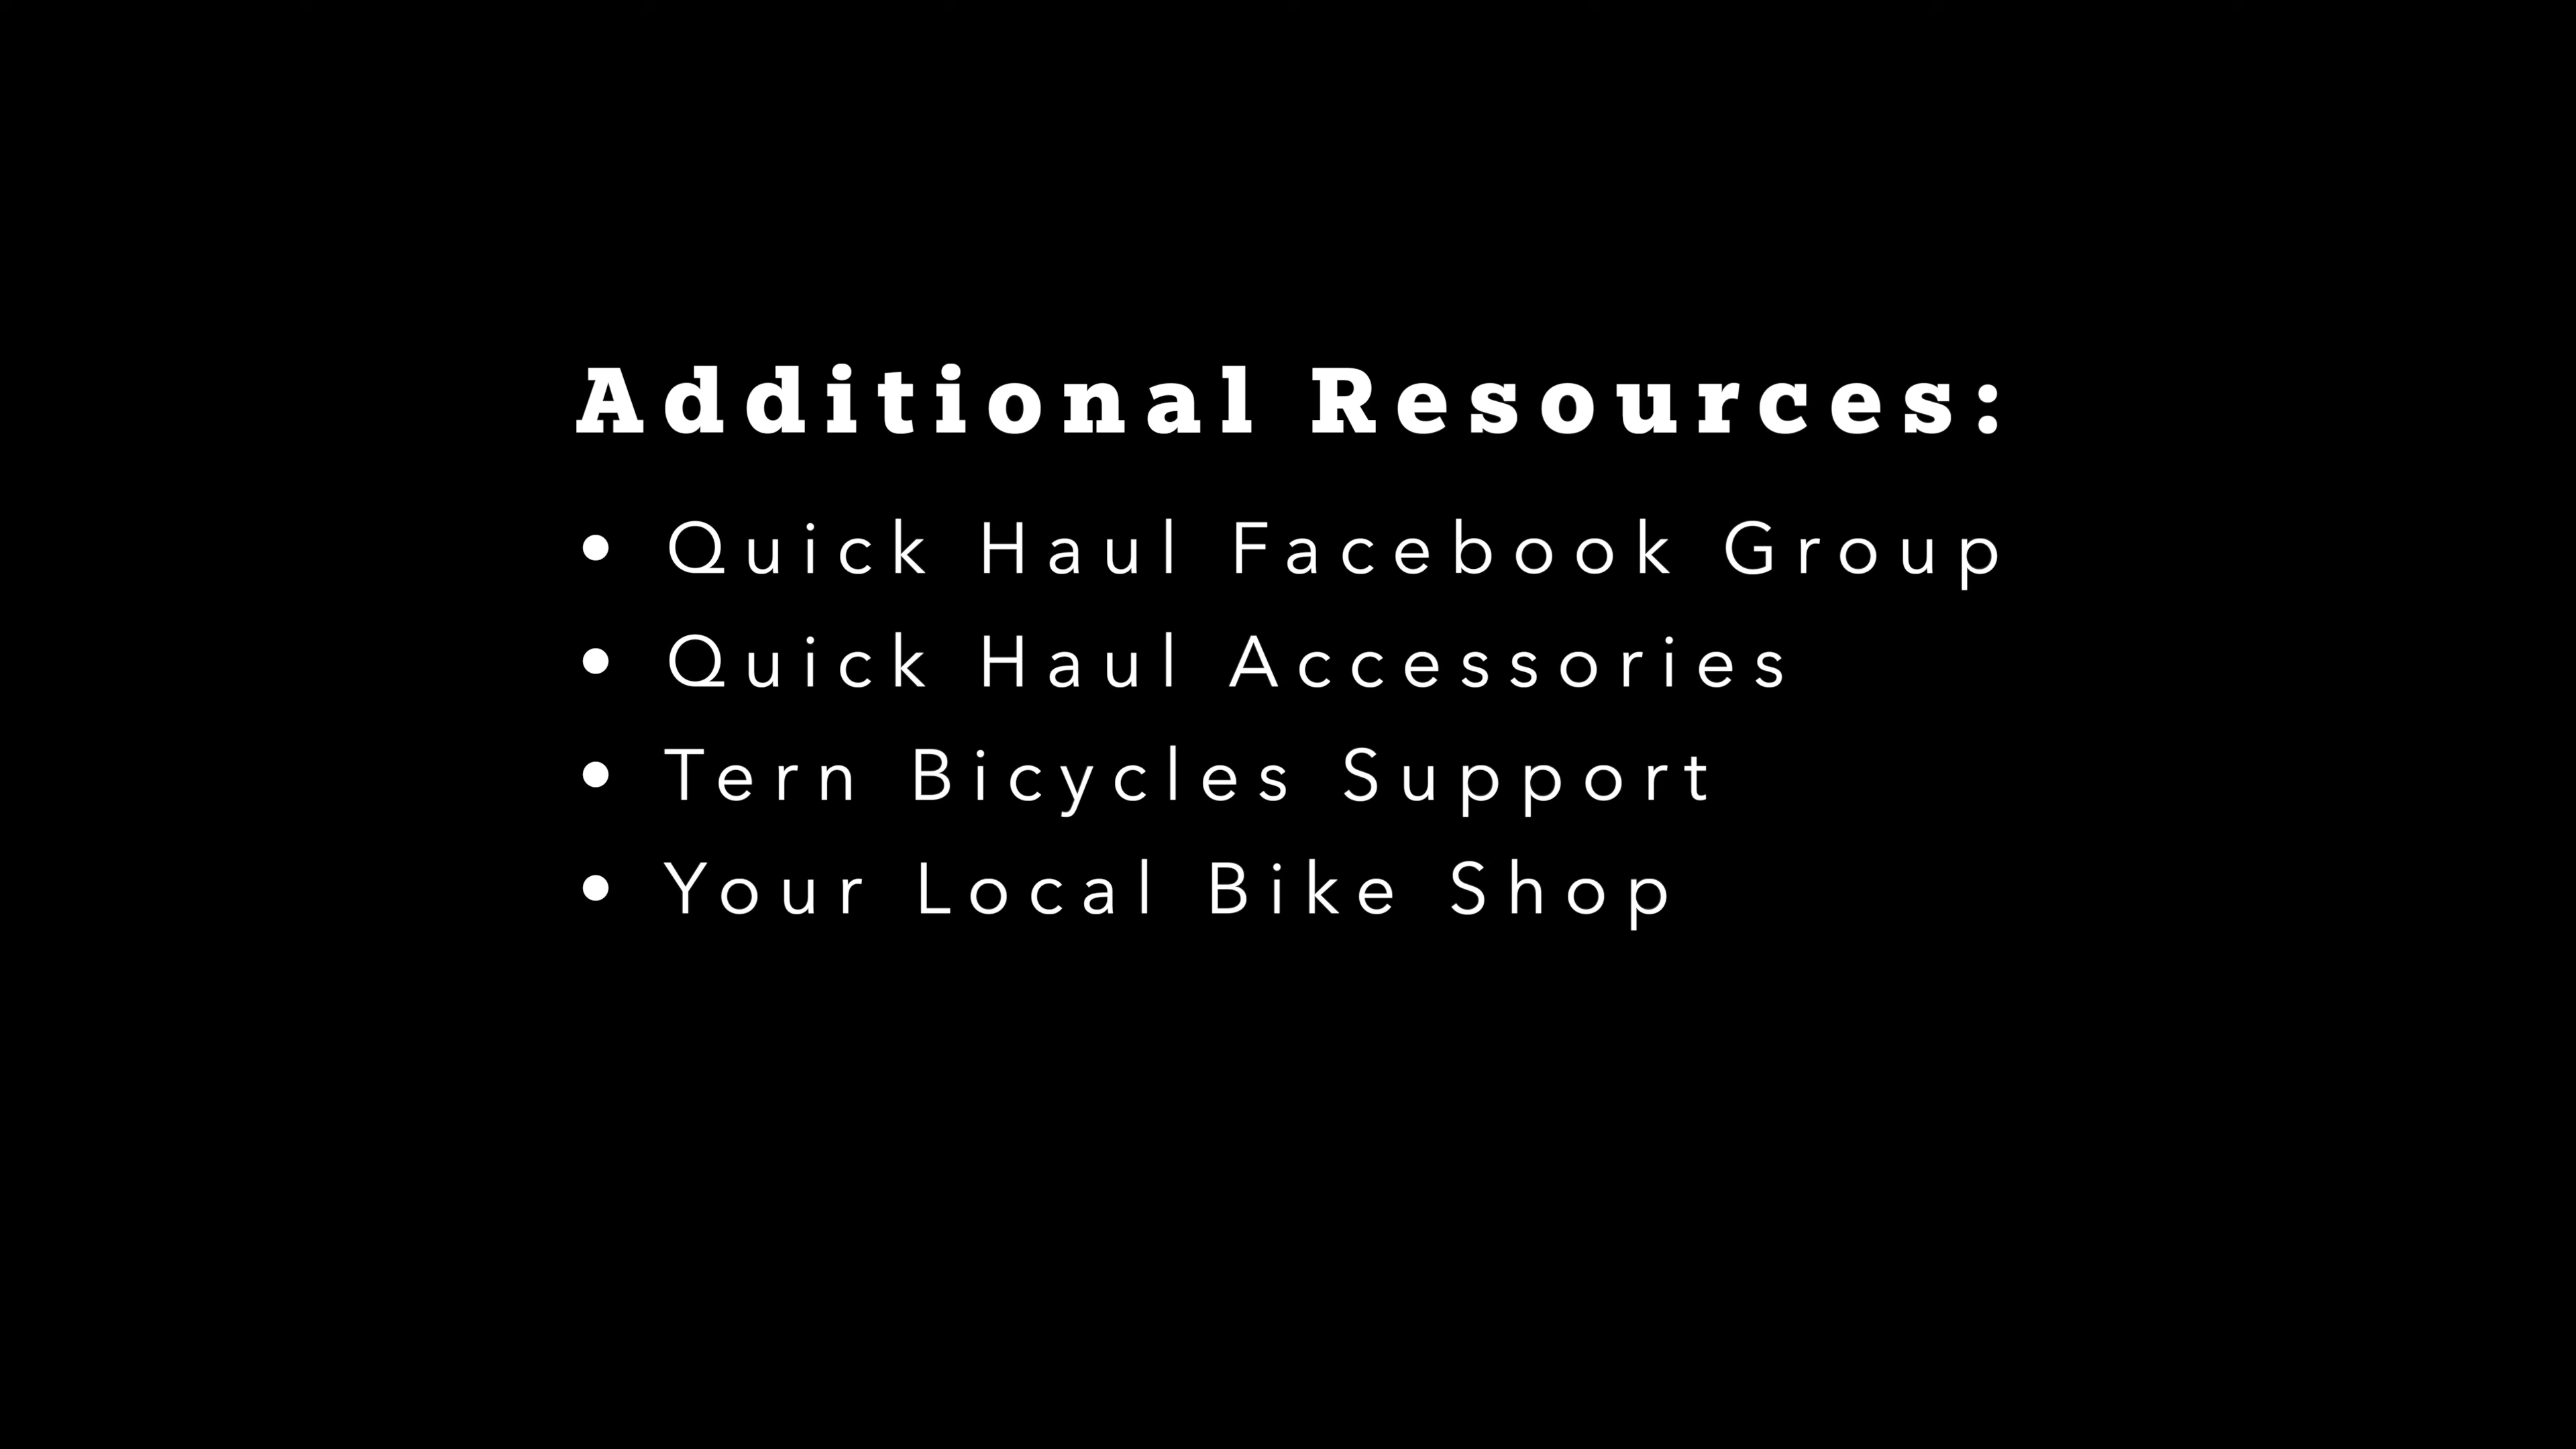 Additional Resources:
• Quick Haul Facebook Group
• Quick Haul Accessories
• Tern Bicycles Support
• Your Local Bike Shop